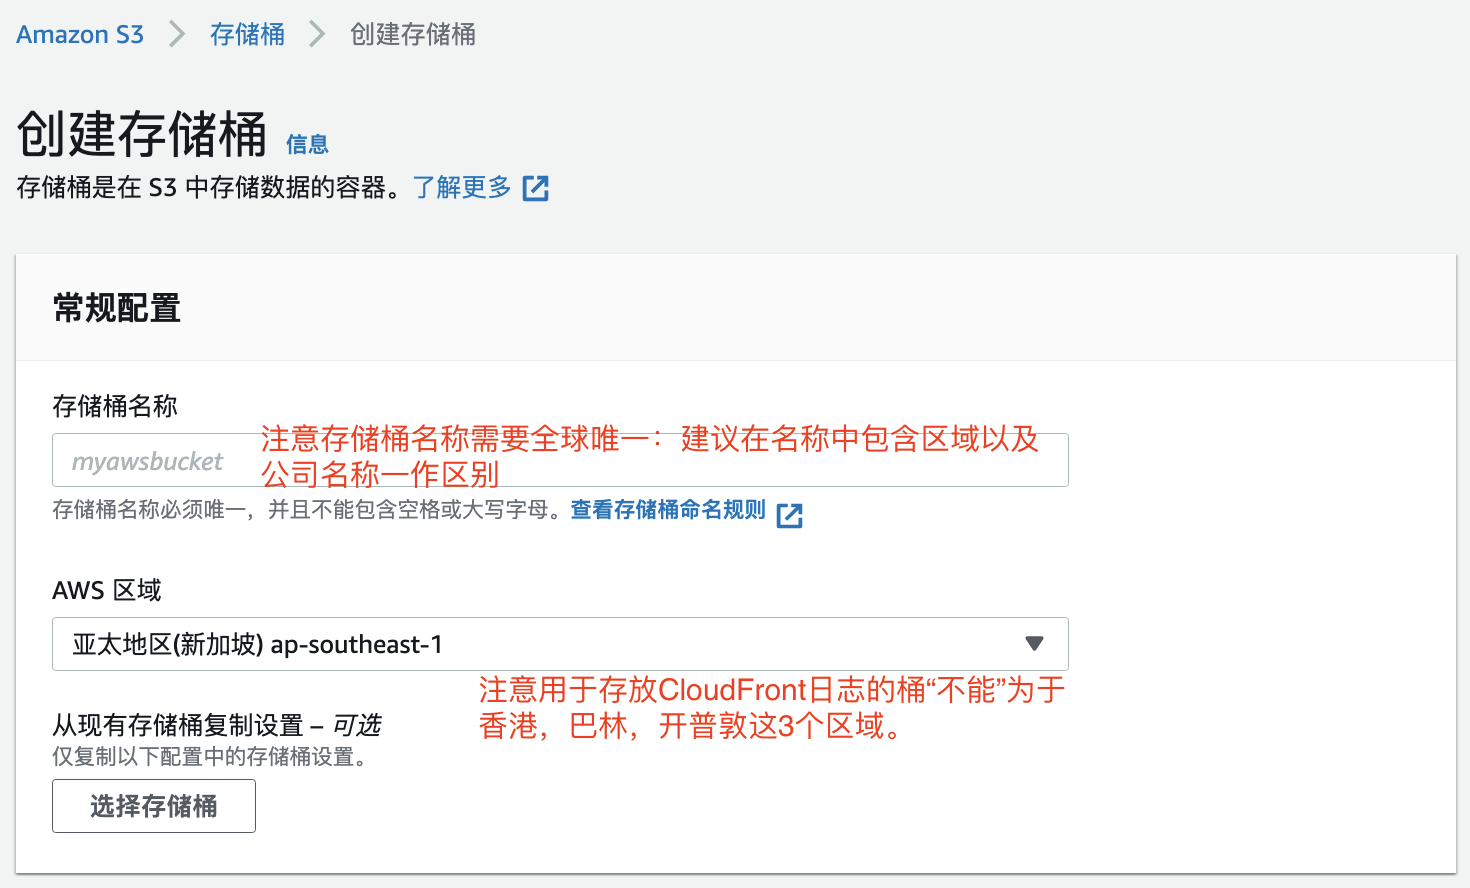 Amazon S3 > 存储桶 > 创建存储桶
创建存储桶 信息
存储桶是在 S3 中存储数据的容器。了解更多
常规配置
存储桶名称
myawsbucket
注意存储桶名称需要全球唯一：建议在名称中包含区域以及
公司名称一作区别
存储桶名称必须唯一，并且不能包含空格或大写字母。查看存储桶命名规则
AWS 区域
亚太地区(新加坡) ap-southeast-1
注意用于存放CloudFront日志的桶“不能”为于
香港，巴林，开普敦这3个区域。
从现有存储桶复制设置 – 可选
仅复制以下配置中的存储桶设置。
选择存储桶